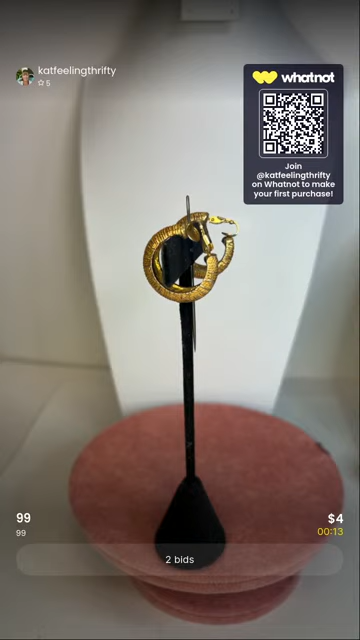 katfeelingthrifty
☆ 5
whatnot
Join
@katfeelingthrifty
on Whatnot to make
your first purchase!
99
$4
99
00:13
2 bids